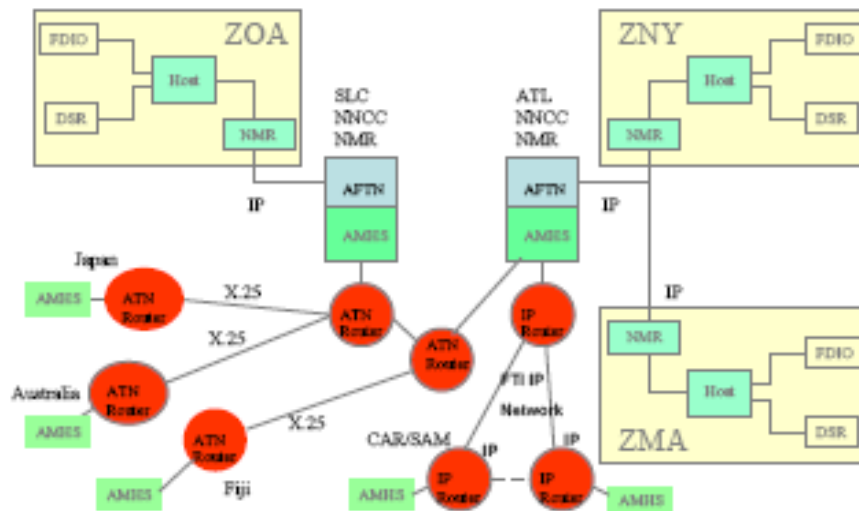 ZOA
FDIO
Host
DSR
NMR
IP
SLC
NNCC
NMR
AFTN
AMHS
ATL
NNCC
NMR
AFTN
AMHS
IP
ZNY
FDIO
Host
DSR
NMR
IP
ZMA
NMR
FDIO
Host
DSR
Japan
AMHS
ATN
Router
X.25
ATN
Router
X.25
Australia
ATN
Router
AMHS
ATN
Router
X.25
ATN
Router
Fiji
AMHS
IP
Router
FTI IP
Network
CAR/SAM
IP
IP
IP
Router
IP
Router
AMHS
AMHS